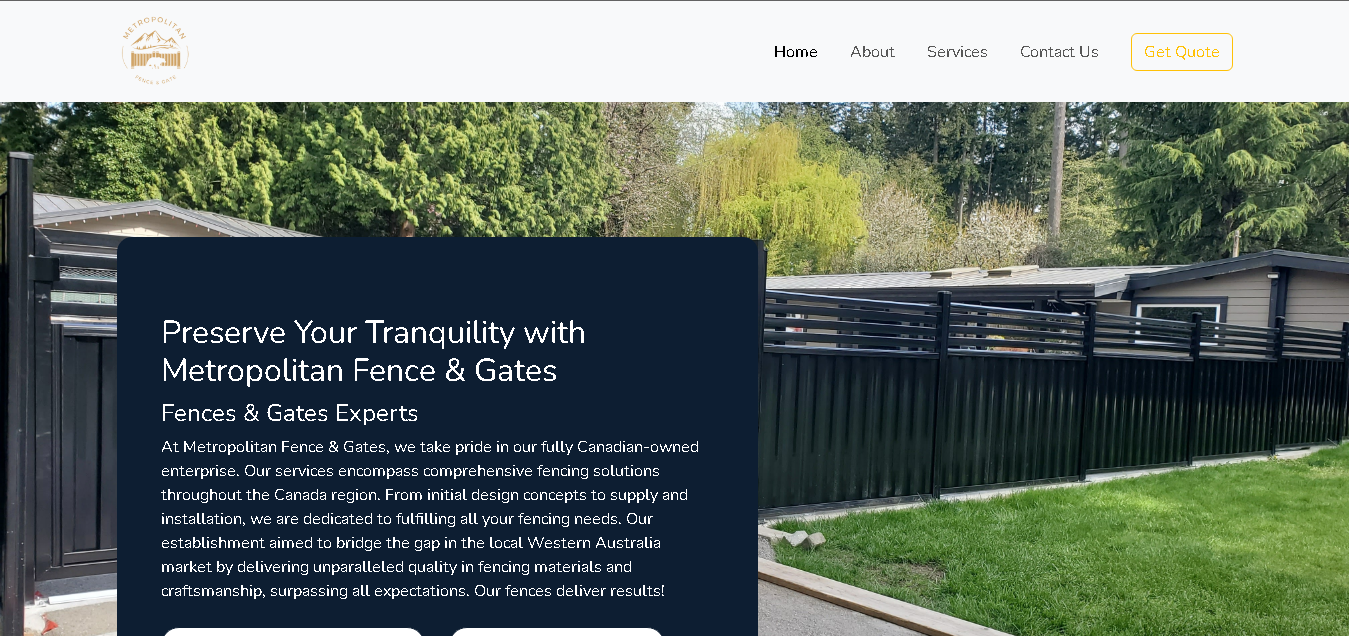 METROPOLITAN
FENCE & GATE
Home About Services Contact Us Get Quote
Preserve Your Tranquility with
Metropolitan Fence & Gates
Fences & Gates Experts
At Metropolitan Fence & Gates, we take pride in our fully Canadian-owned
enterprise. Our services encompass comprehensive fencing solutions
throughout the Canada region. From initial design concepts to supply and
installation, we are dedicated to fulfilling all your fencing needs. Our
establishment aimed to bridge the gap in the local Western Australia
market by delivering unparalleled quality in fencing materials and
craftsmanship, surpassing all expectations. Our fences deliver results!